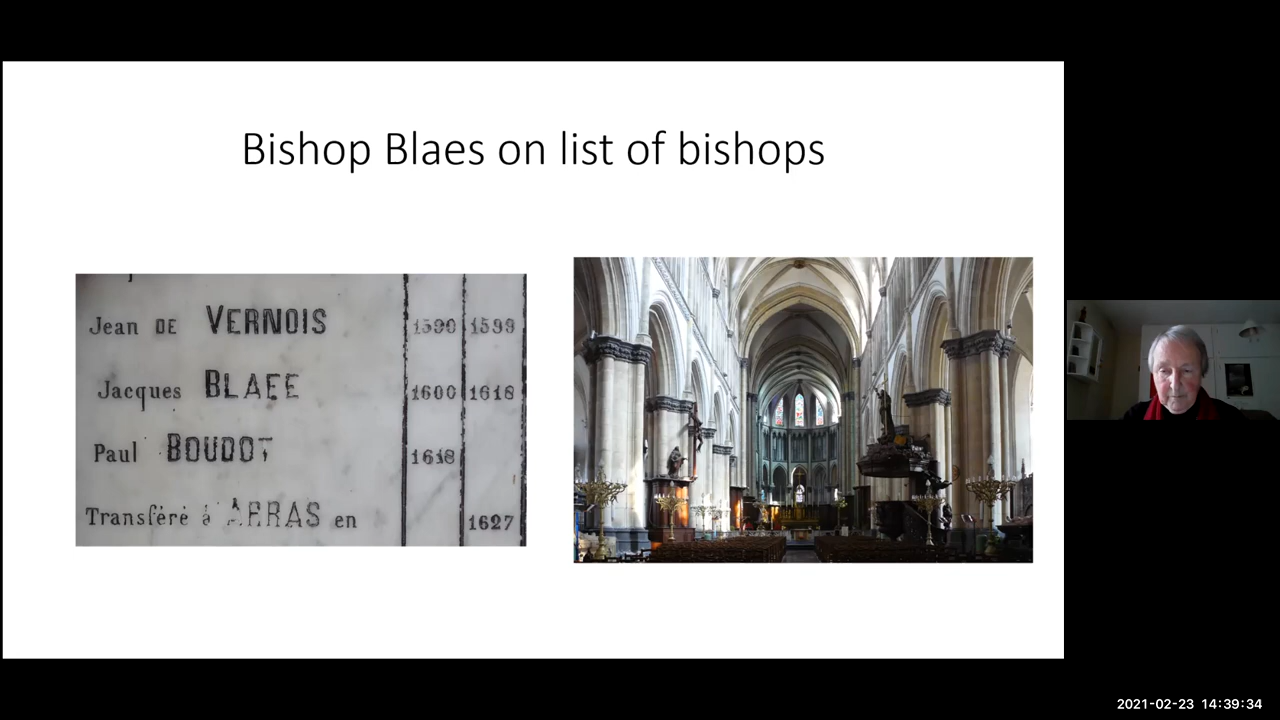 Bishop Blaes on list of bishops
Jean DE VERNOIS 1590 1599
Jacques BLAEE 1600 1618
Paul BOUDOT 1618
Transféré à ARRAS en 1627
2021-02-23 14:39:34